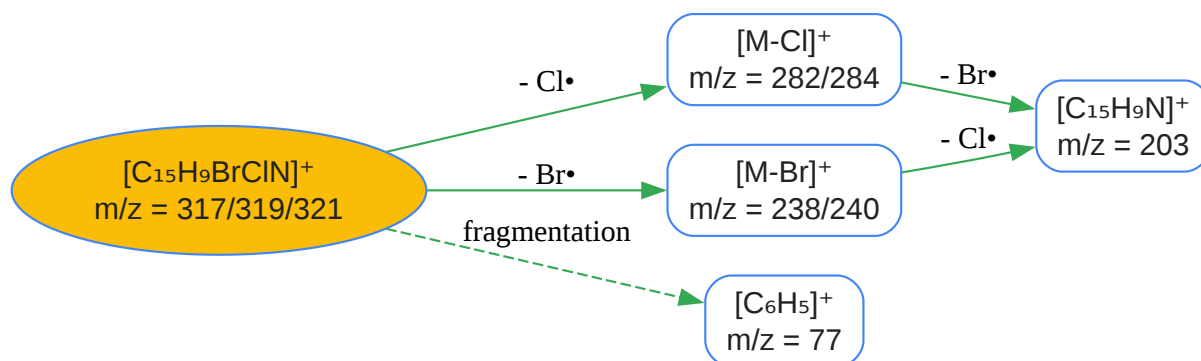 [M-Cl]⁺
m/z = 282/284
- Cl•
- Br•
[C₁₅H₉N]⁺
m/z = 203
[C₁₅H₉BrClN]⁺
m/z = 317/319/321
- Br•
[M-Br]⁺
m/z = 238/240
- Cl•
fragmentation
[C₆H₅]⁺
m/z = 77